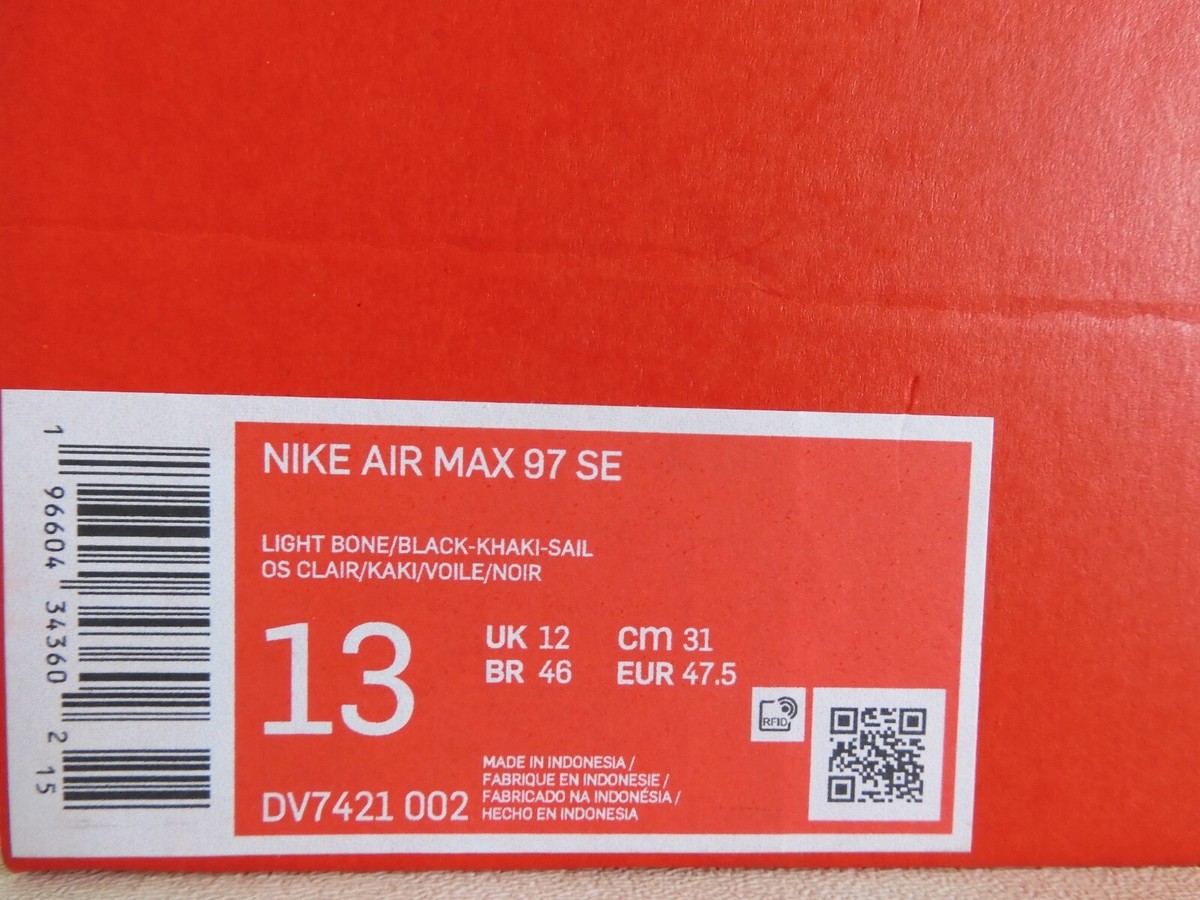 1 96604 34360 2 15
NIKE AIR MAX 97 SE
LIGHT BONE/BLACK-KHAKI-SAIL
OS CLAIR/KAKI/VOILE/NOIR
13
UK 12 cm 31
BR 46 EUR 47.5
RFID
DV7421 002
MADE IN INDONESIA /
FABRIQUE EN INDONESIE /
FABRICADO NA INDONÉSIA /
HECHO EN INDONESIA